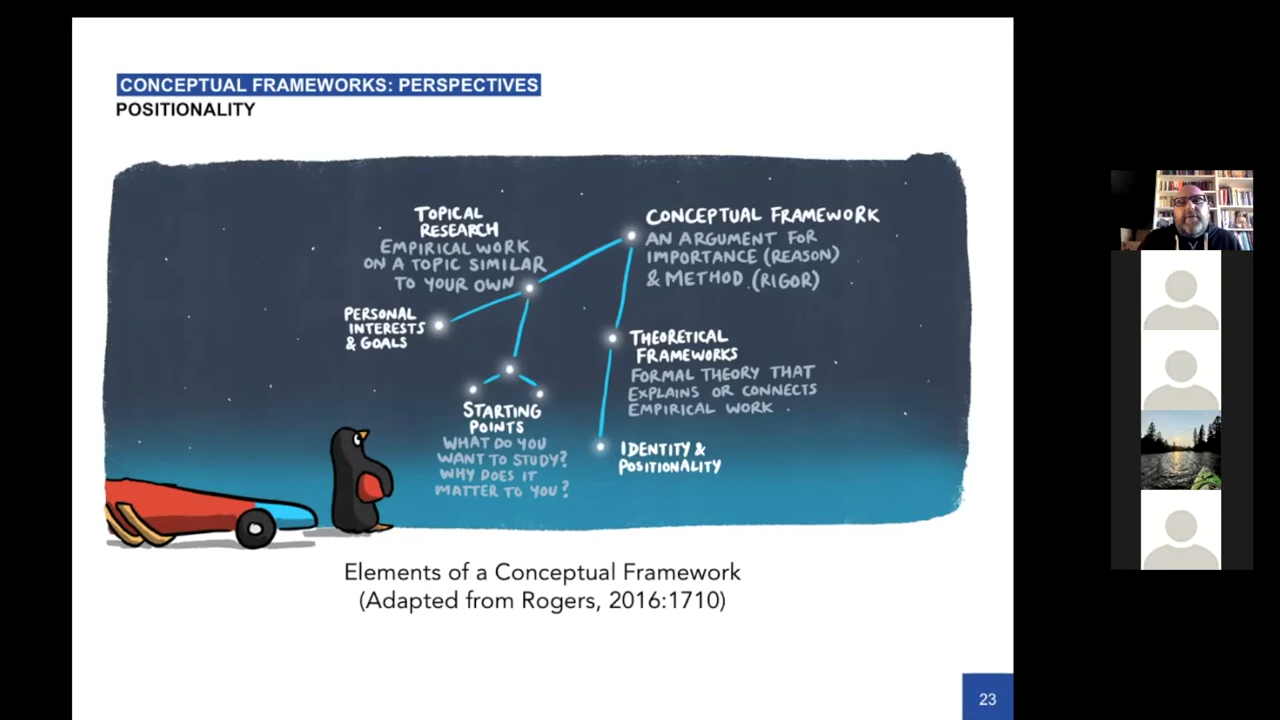 CONCEPTUAL FRAMEWORKS: PERSPECTIVES
POSITIONALITY
TOPICAL
RESEARCH
EMPIRICAL WORK
ON A TOPIC SIMILAR
TO YOUR OWN
PERSONAL
INTERESTS
& GOALS
STARTING
POINTS
WHAT DO YOU
WANT TO STUDY?
WHY DOES IT
MATTER TO YOU?
CONCEPTUAL FRAMEWORK
AN ARGUMENT FOR
IMPORTANCE (REASON)
& METHOD (RIGOR)
THEORETICAL
FRAMEWORKS
FORMAL THEORY THAT
EXPLAINS OR CONNECTS
EMPIRICAL WORK.
IDENTITY &
POSITIONALITY
Elements of a Conceptual Framework
(Adapted from Rogers, 2016:1710)
23